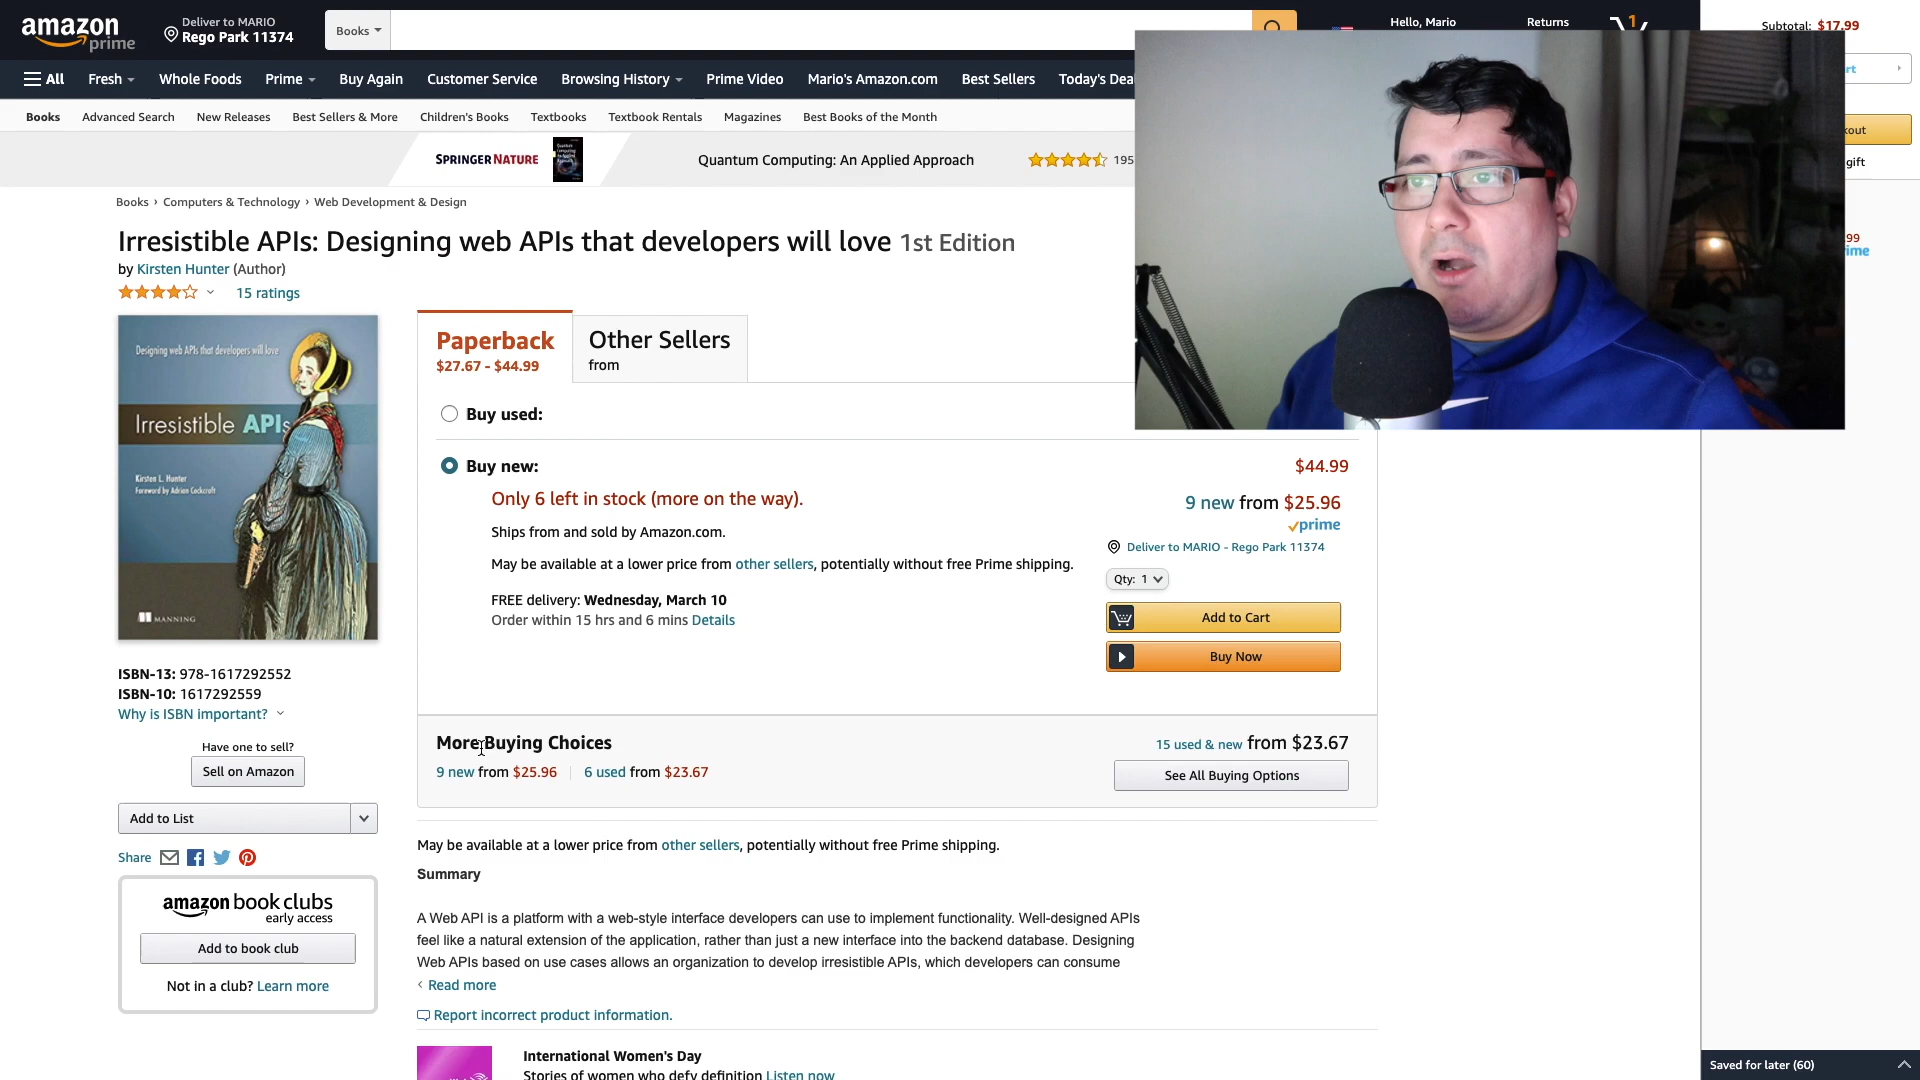 amazon
prime
Deliver to MARIO
Rego Park 11374
Books
Hello, Mario
Returns
1
Subtotal: $17.99
All
Fresh
Whole Foods
Prime
Buy Again
Customer Service
Browsing History
Prime Video
Mario's Amazon.com
Best Sellers
Today's Deal
Books
Advanced Search
New Releases
Best Sellers & More
Children's Books
Textbooks
Textbook Rentals
Magazines
Best Books of the Month
gift
SPRINGER NATURE
Quantum Computing: An Applied Approach
195
Books › Computers & Technology › Web Development & Design
Irresistible APIs: Designing web APIs that developers will love 1st Edition
by Kirsten Hunter (Author)
15 ratings
Designing web APIs that developers will love
Irresistible APIs
Kirsten L. Hunter
Foreword by Adrian Cockcroft
MANNING
Paperback
$27.67 - $44.99
Other Sellers
from
Buy used:
Buy new:
$44.99
Only 6 left in stock (more on the way).
9 new from $25.96
prime
Ships from and sold by Amazon.com.
Deliver to MARIO - Rego Park 11374
May be available at a lower price from other sellers, potentially without free Prime shipping.
Qty: 1
FREE delivery: Wednesday, March 10
Order within 15 hrs and 6 mins Details
Add to Cart
Buy Now
ISBN-13: 978-1617292552
ISBN-10: 1617292559
Why is ISBN important?
Have one to sell?
Sell on Amazon
More Buying Choices
15 used & new from $23.67
9 new from $25.96
6 used from $23.67
See All Buying Options
Add to List
Share
May be available at a lower price from other sellers, potentially without free Prime shipping.
Summary
amazon book clubs
early access
Add to book club
Not in a club? Learn more
A Web API is a platform with a web-style interface developers can use to implement functionality. Well-designed APIs
feel like a natural extension of the application, rather than just a new interface into the backend database. Designing
Web APIs based on use cases allows an organization to develop irresistible APIs, which developers can consume
‹ Read more
Report incorrect product information.
International Women's Day
Stories of women who defy definition Listen now
Saved for later (60)